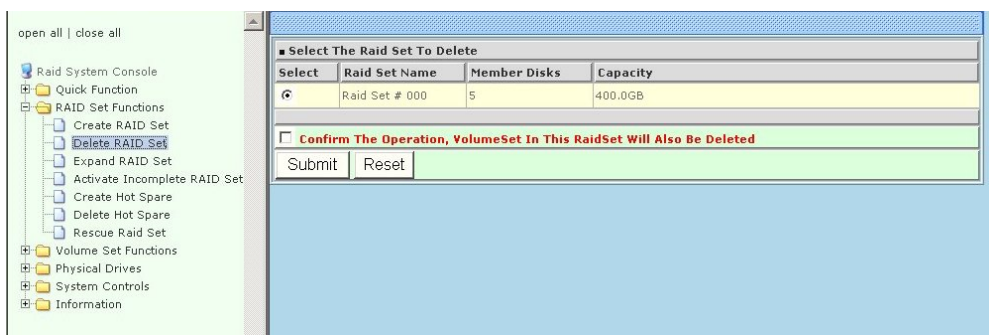 open all | close all
Raid System Console
Quick Function
RAID Set Functions
Create RAID Set
Delete RAID Set
Expand RAID Set
Activate Incomplete RAID Set
Create Hot Spare
Delete Hot Spare
Rescue Raid Set
Volume Set Functions
Physical Drives
System Controls
Information
Select The Raid Set To Delete
Select Raid Set Name Member Disks Capacity
Raid Set # 000 5 400.0GB
Confirm The Operation, VolumeSet In This RaidSet Will Also Be Deleted
Submit Reset